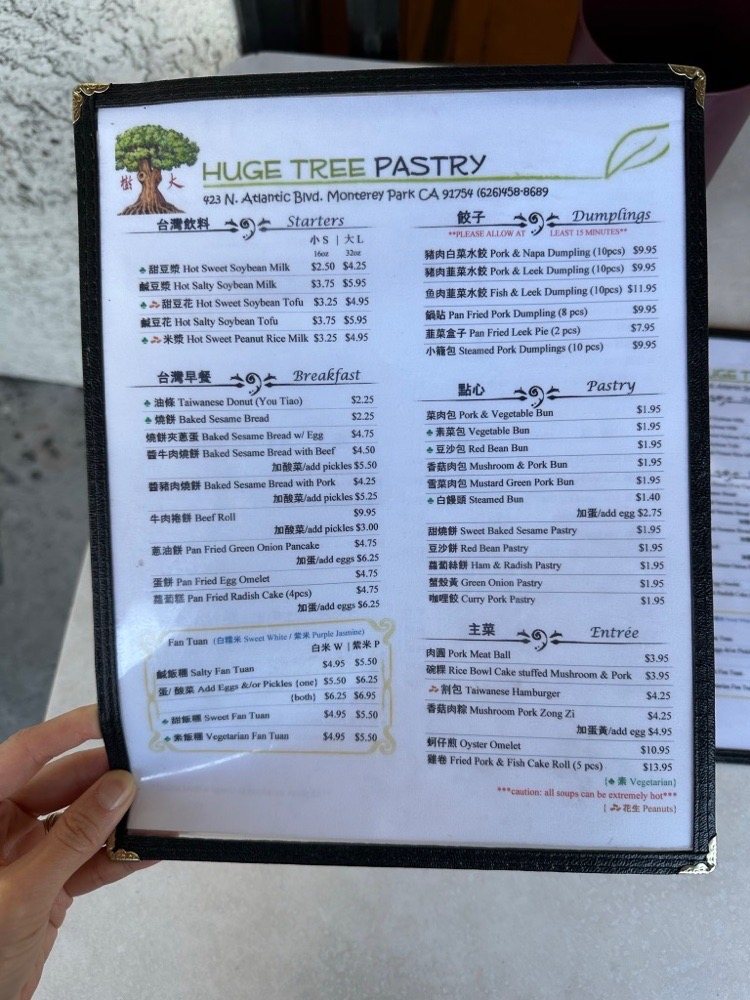 樹 大
HUGE TREE PASTRY
423 N. Atlantic Blvd. Monterey Park CA 91754 (626)458-8689
台灣飲料 Starters
小 S | 大 L
16oz 32oz
♣ 甜豆漿 Hot Sweet Soybean Milk $2.50 $4.25
鹹豆漿 Hot Salty Soybean Milk $3.75 $5.95
♣ 甜豆花 Hot Sweet Soybean Tofu $3.25 $4.95
鹹豆花 Hot Salty Soybean Tofu $3.75 $5.95
♣ 米漿 Hot Sweet Peanut Rice Milk $3.25 $4.95
台灣早餐 Breakfast
♣ 油條 Taiwanese Donut (You Tiao) $2.25
♣ 燒餅 Baked Sesame Bread $2.25
燒餅夾蔥蛋 Baked Sesame Bread w/ Egg $4.75
醬牛肉燒餅 Baked Sesame Bread with Beef $4.50
加酸菜/add pickles $5.50
醬豬肉燒餅 Baked Sesame Bread with Pork $4.25
加酸菜/add pickles $5.25
牛肉捲餅 Beef Roll $9.95
加酸菜/add pickles $3.00
蔥油餅 Pan Fried Green Onion Pancake $4.75
加蛋/add eggs $6.25
蛋餅 Pan Fried Egg Omelet $4.75
蘿蔔糕 Pan Fried Radish Cake (4pcs) $4.75
加蛋/add eggs $6.25
Fan Tuan (白糯米 Sweet White / 紫米 Purple Jasmine)
白米 W | 紫米 P
鹹飯糰 Salty Fan Tuan $4.95 $5.50
蛋/ 酸菜 Add Eggs &/or Pickles {one} $5.50 $6.25
{both} $6.25 $6.95
♣ 甜飯糰 Sweet Fan Tuan $4.95 $5.50
♣ 素飯糰 Vegetarian Fan Tuan $4.95 $5.50
餃子 Dumplings
**PLEASE ALLOW AT LEAST 15 MINUTES**
豬肉白菜水餃 Pork & Napa Dumpling (10pcs) $9.95
豬肉韮菜水餃 Pork & Leek Dumpling (10pcs) $9.95
魚肉韮菜水餃 Fish & Leek Dumpling (10pcs) $11.95
鍋貼 Pan Fried Pork Dumpling (8 pcs) $9.95
韮菜盒子 Pan Fried Leek Pie (2 pcs) $7.95
小籠包 Steamed Pork Dumplings (10 pcs) $9.95
點心 Pastry
菜肉包 Pork & Vegetable Bun $1.95
♣ 素菜包 Vegetable Bun $1.95
♣ 豆沙包 Red Bean Bun $1.95
香菇肉包 Mushroom & Pork Bun $1.95
雪菜肉包 Mustard Green Pork Bun $1.95
♣ 白饅頭 Steamed Bun $1.40
加蛋/add egg $2.75
甜燒餅 Sweet Baked Sesame Pastry $1.95
豆沙餅 Red Bean Pastry $1.95
蘿蔔絲餅 Ham & Radish Pastry $1.95
蟹殼黃 Green Onion Pastry $1.95
咖哩餃 Curry Pork Pastry $1.95
主菜 Entrée
肉圓 Pork Meat Ball $3.95
碗粿 Rice Bowl Cake stuffed Mushroom & Pork $3.95
割包 Taiwanese Hamburger $4.25
香菇肉粽 Mushroom Pork Zong Zi $4.25
加蛋黃/add egg $4.95
蚵仔煎 Oyster Omelet $10.95
雞卷 Fried Pork & Fish Cake Roll (5 pcs) $13.95
{♣ 素 Vegetarian}
***caution: all soups can be extremely hot***
{ 花生 Peanuts}